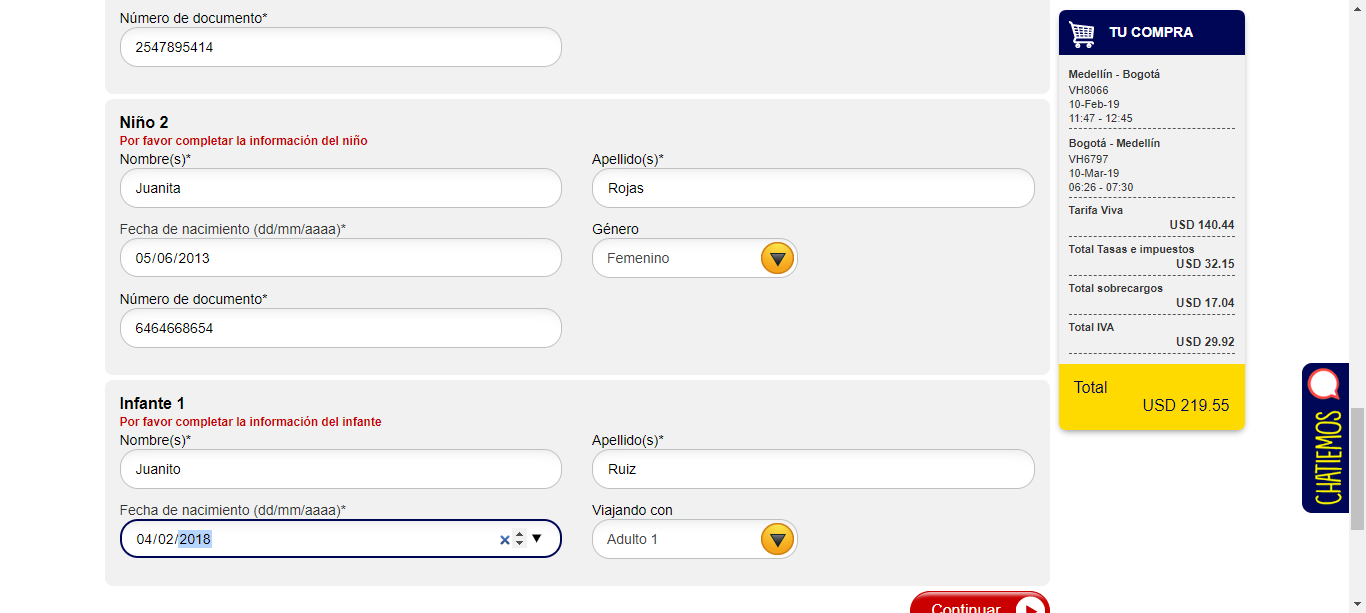 Número de documento*
2547895414
Niño 2
Por favor completar la información del niño
Nombre(s)*
Apellido(s)*
Juanita
Rojas
Fecha de nacimiento (dd/mm/aaaa)*
Género
05/06/2013
Femenino
Número de documento*
6464668654
Infante 1
Por favor completar la información del infante
Nombre(s)*
Apellido(s)*
Juanito
Ruiz
Fecha de nacimiento (dd/mm/aaaa)*
Viajando con
04/02/2018
Adulto 1
Continuar
TU COMPRA
Medellín - Bogotá
VH8066
10-Feb-19
11:47 - 12:45
Bogotá - Medellín
VH6797
10-Mar-19
06:26 - 07:30
Tarifa Viva
USD 140.44
Total Tasas e impuestos
USD 32.15
Total sobrecargos
USD 17.04
Total IVA
USD 29.92
Total
USD 219.55
CHATIEMOS